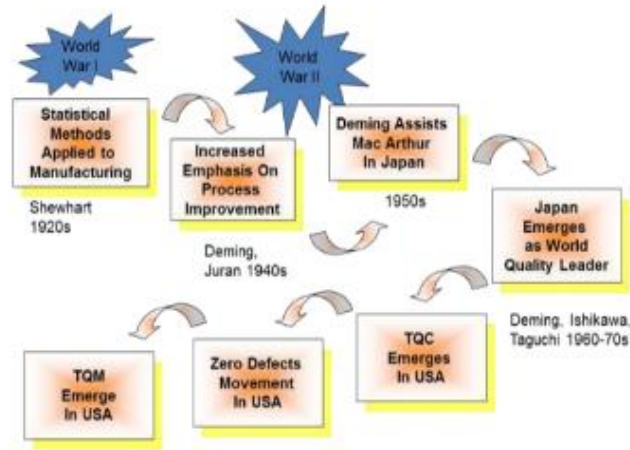 World
War I
World
War II
Statistical
Methods
Applied to
Manufacturing
Shewhart
1920s
Increased
Emphasis On
Process
Improvement
Deming,
Juran 1940s
Deming Assists
Mac Arthur
In Japan
1950s
Japan
Emerges
as World
Quality Leader
Deming, Ishikawa,
Taguchi 1960-70s
TQC
Emerges
In USA
Zero Defects
Movement
In USA
TQM
Emerge
In USA